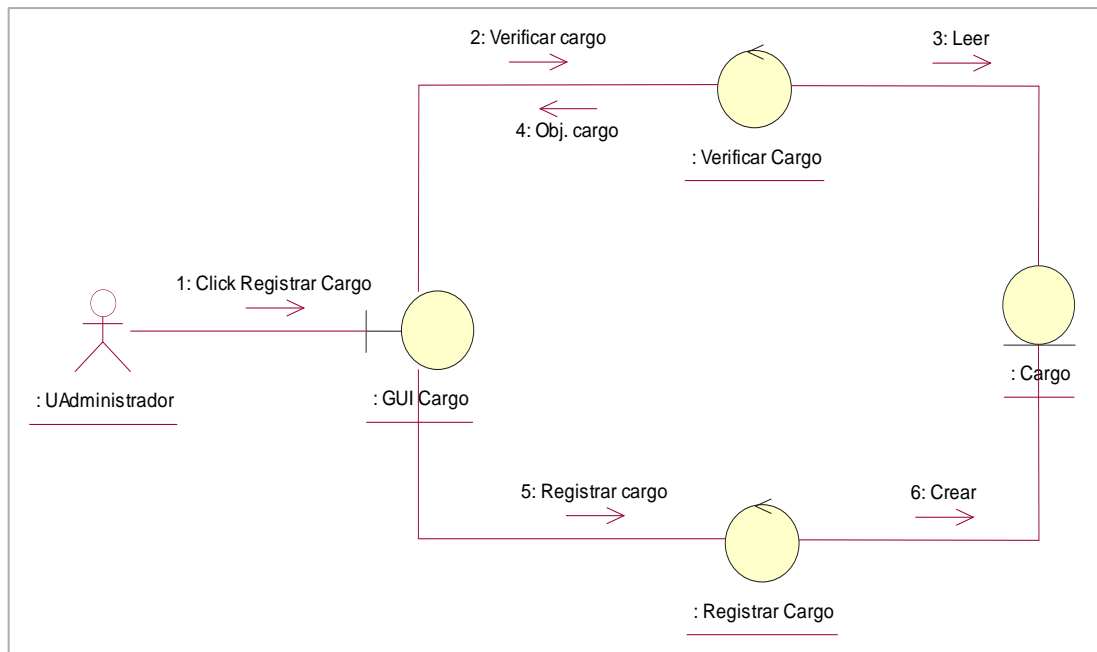 2: Verificar cargo
3: Leer
4: Obj. cargo
: Verificar Cargo
1: Click Registrar Cargo
: UAdministrador
: GUI Cargo
: Cargo
5: Registrar cargo
6: Crear
: Registrar Cargo